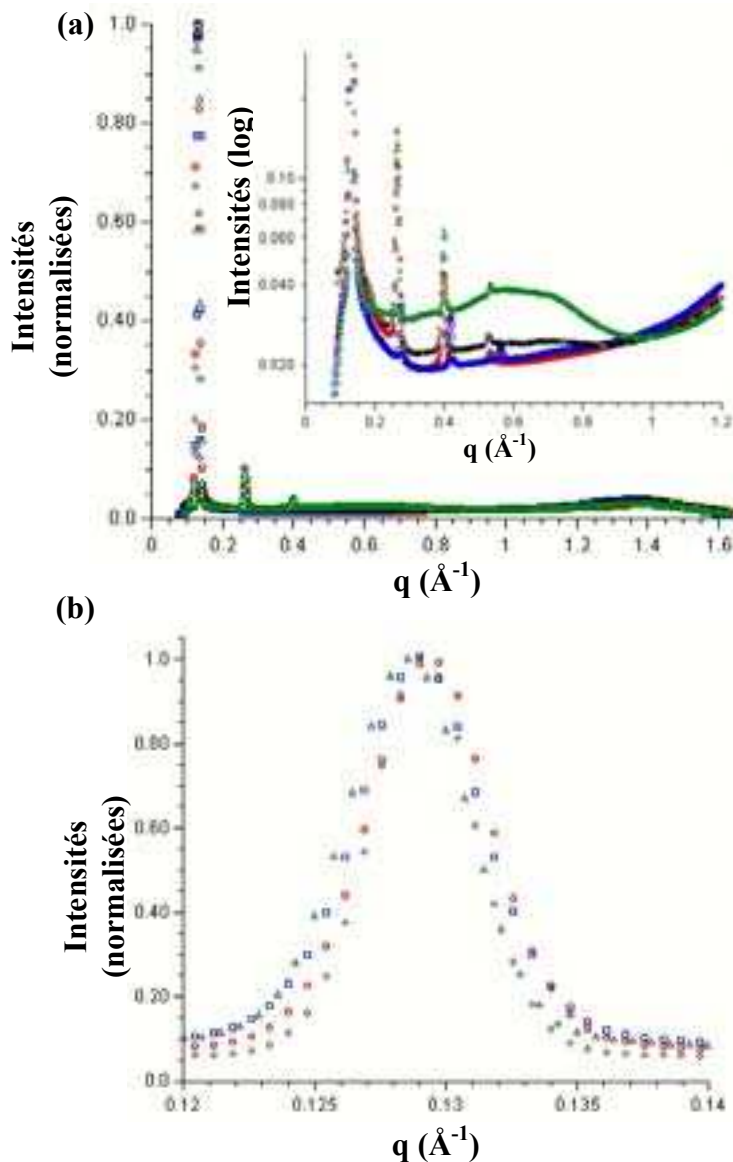 (a)
Intensités
(normalisées)
1.0
0.80
0.60
0.40
0.20
0.0
0 0.2 0.4 0.6 0.8 1 1.2 1.4 1.6
q (Å-1)
Intensités (log)
0.10
0.080
0.060
0.040
0.020
0 0.2 0.4 0.6 0.8 1 1.2
q (Å-1)
(b)
Intensités
(normalisées)
1.0
0.80
0.60
0.40
0.20
0.0
0.12 0.125 0.13 0.135 0.14
q (Å-1)